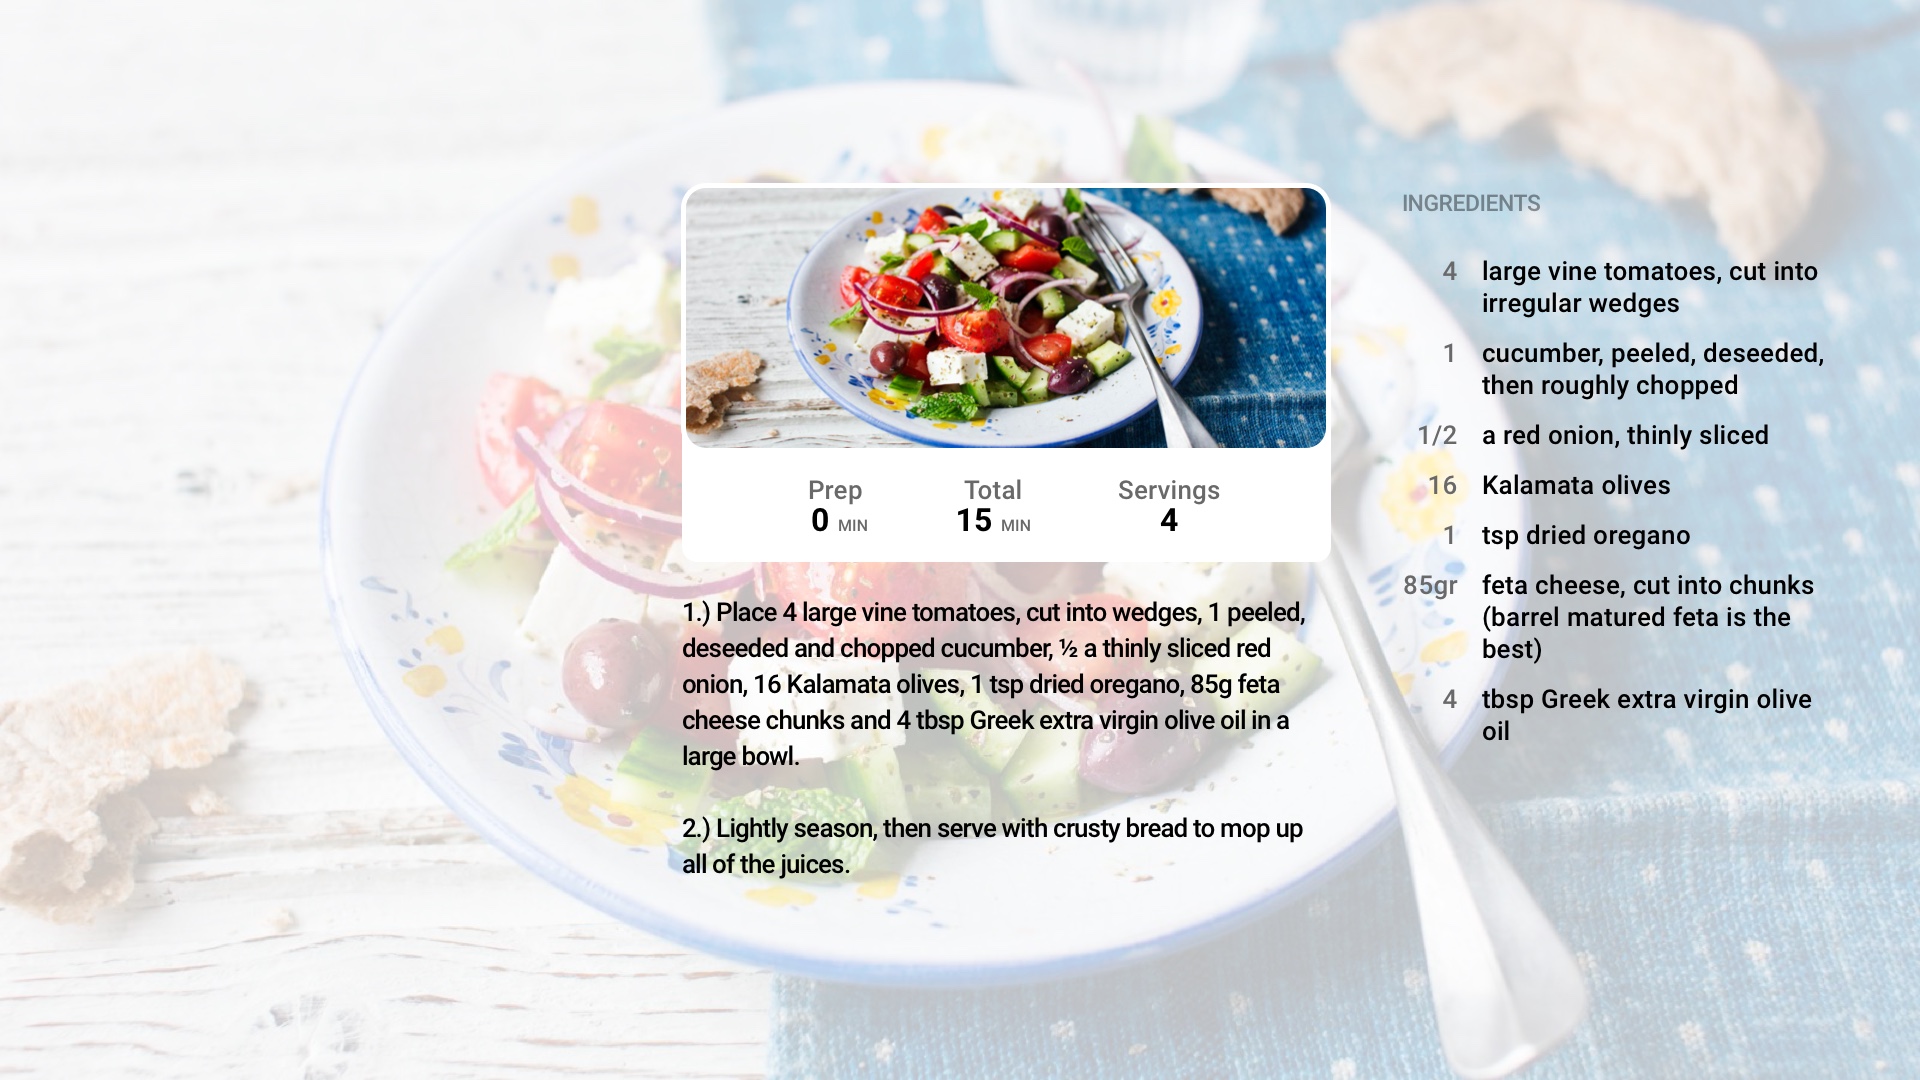 Prep
0 MIN
Total
15 MIN
Servings
4
1.) Place 4 large vine tomatoes, cut into wedges, 1 peeled,
deseeded and chopped cucumber, ½ a thinly sliced red
onion, 16 Kalamata olives, 1 tsp dried oregano, 85g feta
cheese chunks and 4 tbsp Greek extra virgin olive oil in a
large bowl.
2.) Lightly season, then serve with crusty bread to mop up
all of the juices.
INGREDIENTS
4 large vine tomatoes, cut into
irregular wedges
1 cucumber, peeled, deseeded,
then roughly chopped
1/2 a red onion, thinly sliced
16 Kalamata olives
1 tsp dried oregano
85gr feta cheese, cut into chunks
(barrel matured feta is the
best)
4 tbsp Greek extra virgin olive
oil